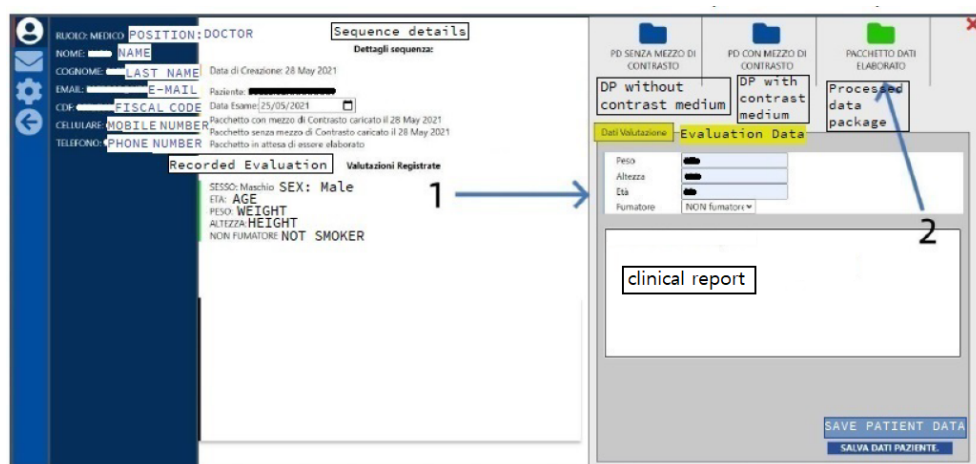 RUOLO: MEDICO POSITION: DOCTOR
NOME: NAME
COGNOME: LAST NAME
EMAIL: E-MAIL
CDF: FISCAL CODE
CELLULARE: MOBILE NUMBER
TELEFONO: PHONE NUMBER
Sequence details
Dettagli sequenza:
Data di Creazione: 28 May 2021
Paziente:
Data Esame: 25/05/2021
Pacchetto con mezzo di Contrasto caricato il 28 May 2021
Pacchetto senza mezzo di Contrasto caricato il 28 May 2021
Pacchetto in attesa di essere elaborato
Recorded Evaluation Valutazioni Registrate
SESSO: Maschio SEX: Male
ETA: AGE
PESO: WEIGHT
ALTEZZA: HEIGHT
NON FUMATORE NOT SMOKER
1
PD SENZA MEZZO DI
CONTRASTO
DP without
contrast medium
PD CON MEZZO DI
CONTRASTO
DP with
contrast
medium
PACCHETTO DATI
ELABORATO
Processed
data
package
Dati Valutazione Evaluation Data
Peso
Altezza
Età
Fumatore NON fumatore
2
clinical report
SAVE PATIENT DATA
SALVA DATI PAZIENTE.